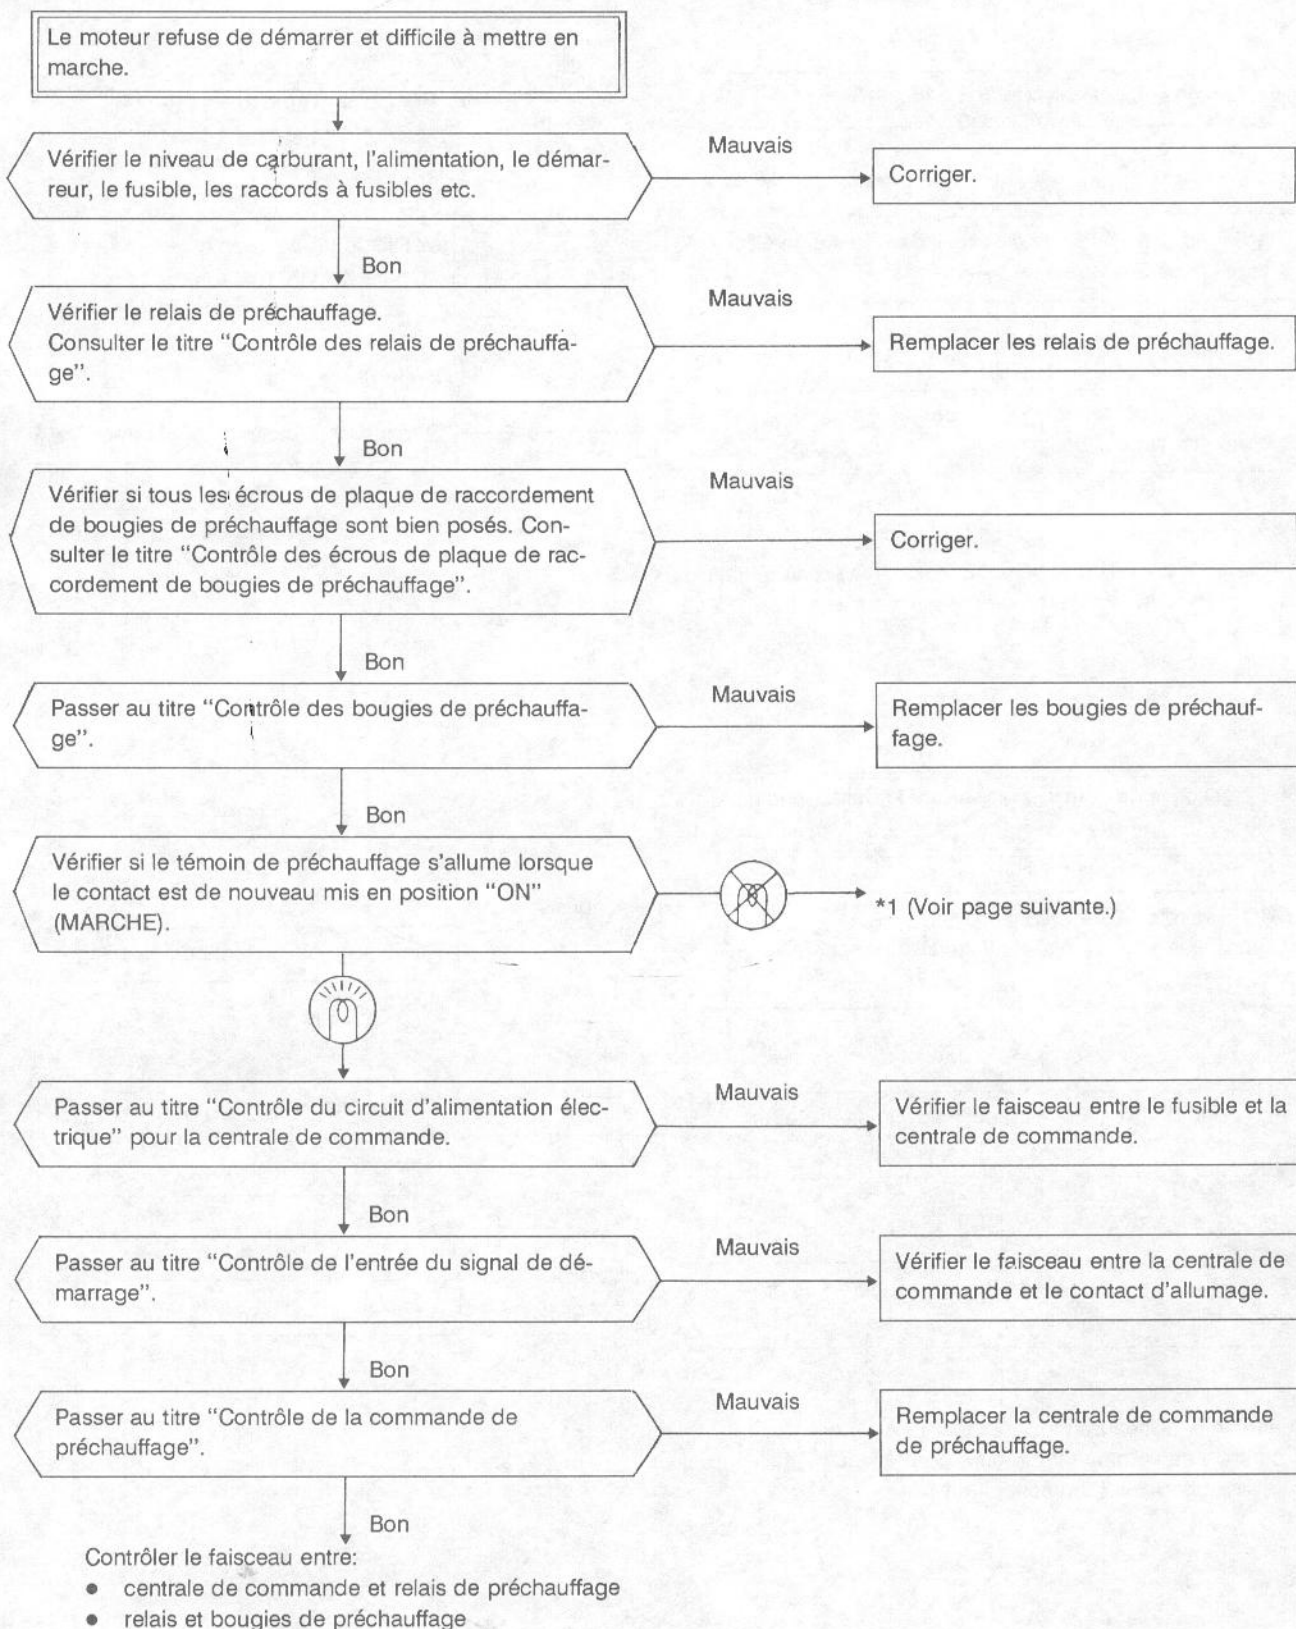 Le moteur refuse de démarrer et difficile à mettre en
marche.
Vérifier le niveau de carburant, l'alimentation, le démar-
reur, le fusible, les raccords à fusibles etc.
Mauvais
Corriger.
Bon
Vérifier le relais de préchauffage.
Consulter le titre “Contrôle des relais de préchauffa-
ge”.
Mauvais
Remplacer les relais de préchauffage.
Bon
Vérifier si tous les écrous de plaque de raccordement
de bougies de préchauffage sont bien posés. Con-
sulter le titre “Contrôle des écrous de plaque de rac-
cordement de bougies de préchauffage”.
Mauvais
Corriger.
Bon
Passer au titre “Contrôle des bougies de préchauffa-
ge”.
Mauvais
Remplacer les bougies de préchauf-
fage.
Bon
Vérifier si le témoin de préchauffage s'allume lorsque
le contact est de nouveau mis en position “ON”
(MARCHE).
*1 (Voir page suivante.)
Passer au titre “Contrôle du circuit d'alimentation élec-
trique” pour la centrale de commande.
Mauvais
Vérifier le faisceau entre le fusible et la
centrale de commande.
Bon
Passer au titre “Contrôle de l'entrée du signal de dé-
marrage”.
Mauvais
Vérifier le faisceau entre la centrale de
commande et le contact d'allumage.
Bon
Passer au titre “Contrôle de la commande de
préchauffage”.
Mauvais
Remplacer la centrale de commande
de préchauffage.
Bon
Contrôler le faisceau entre:
● centrale de commande et relais de préchauffage
● relais et bougies de préchauffage